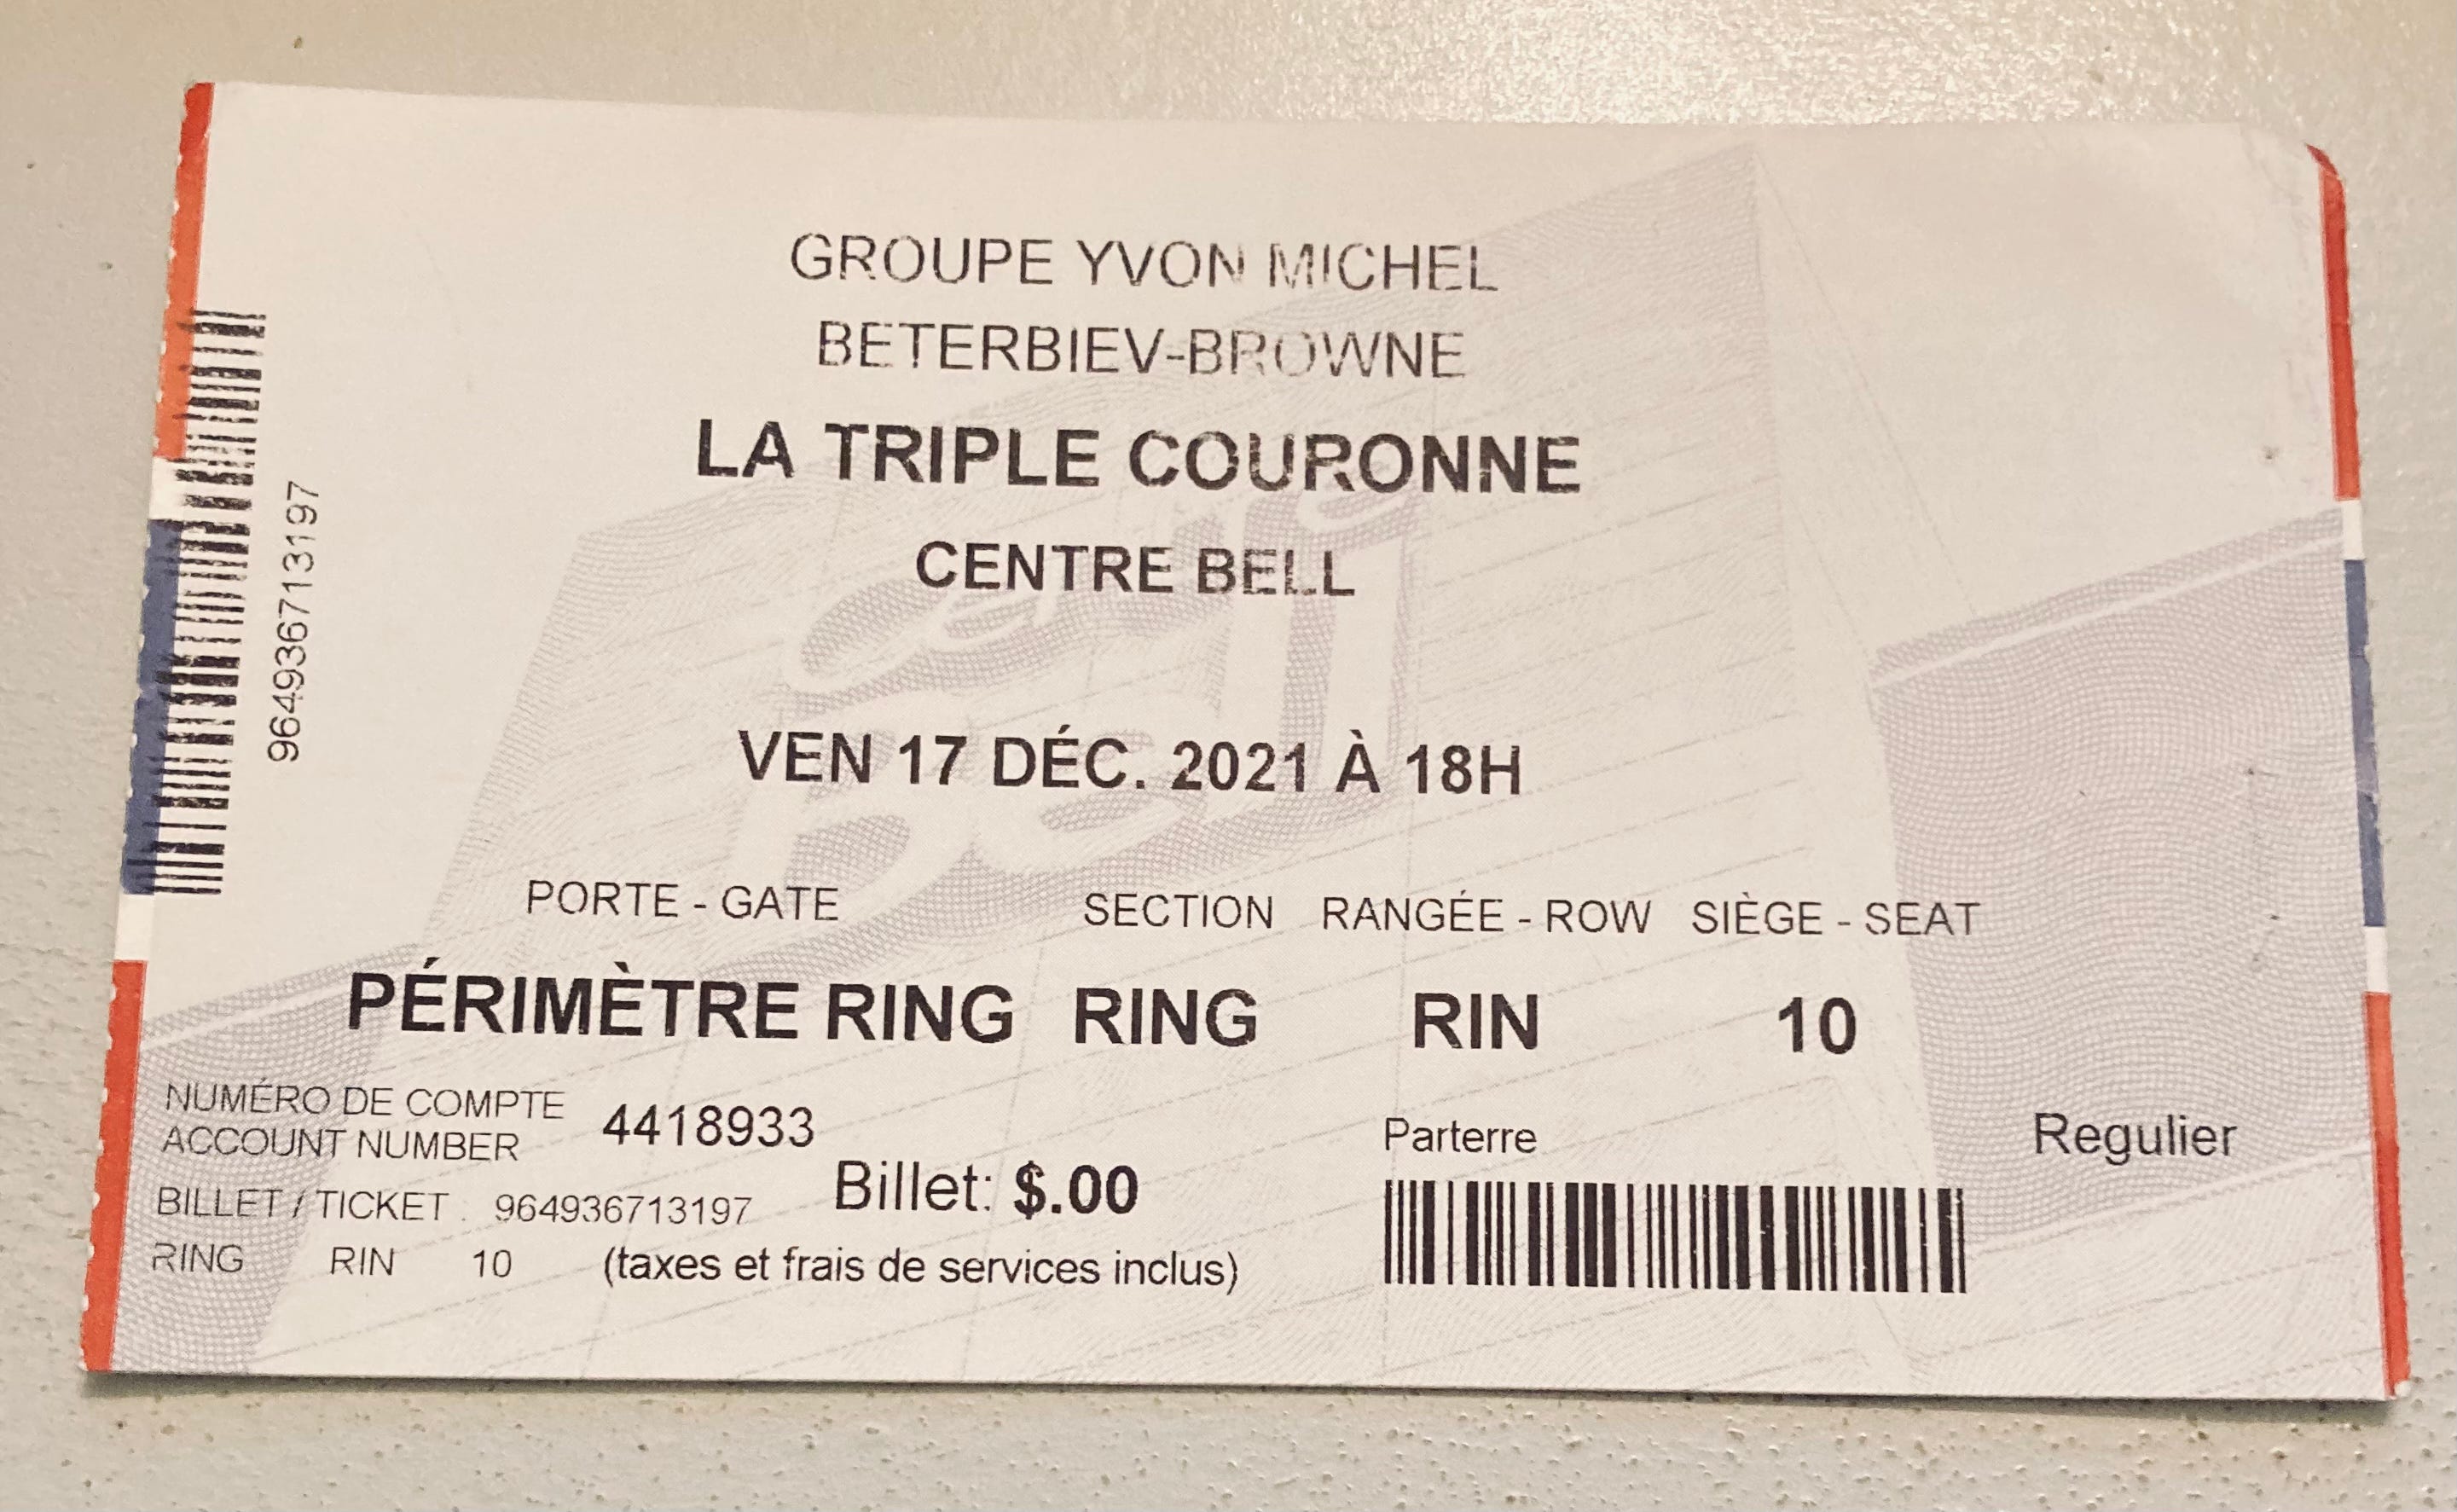 GROUPE YVON MICHEL
BETERBIEV-BROWNE
LA TRIPLE COURONNE
CENTRE BELL
VEN 17 DÉC. 2021 À 18H
964936713197
PORTE - GATE SECTION RANGÉE - ROW SIÈGE - SEAT
PÉRIMÈTRE RING RING RIN 10
NUMÉRO DE COMPTE
ACCOUNT NUMBER 4418933
Parterre Regulier
BILLET / TICKET 964936713197 Billet: $.00
RING RIN 10 (taxes et frais de services inclus)